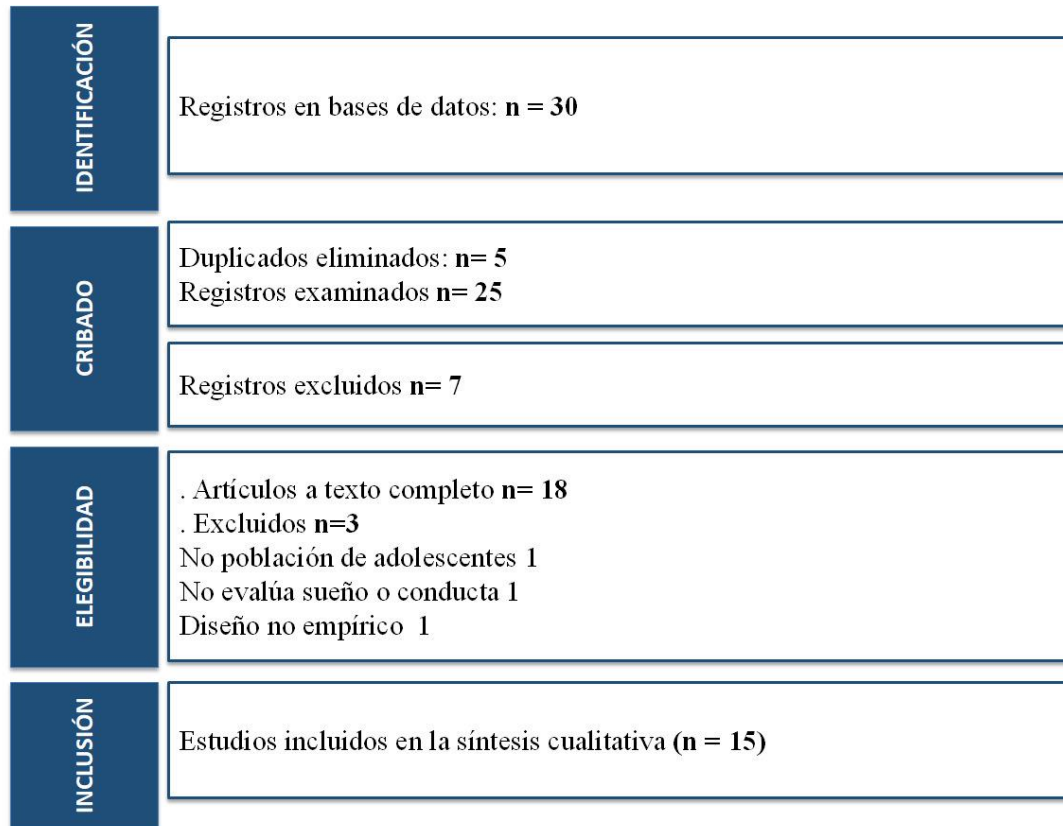 IDENTIFICACIÓN
Registros en bases de datos: n = 30
CRIBADO
Duplicados eliminados: n= 5
Registros examinados n= 25
Registros excluidos n= 7
ELEGIBILIDAD
. Artículos a texto completo n= 18
. Excluidos n=3
No población de adolescentes 1
No evalúa sueño o conducta 1
Diseño no empírico 1
INCLUSIÓN
Estudios incluidos en la síntesis cualitativa (n = 15)